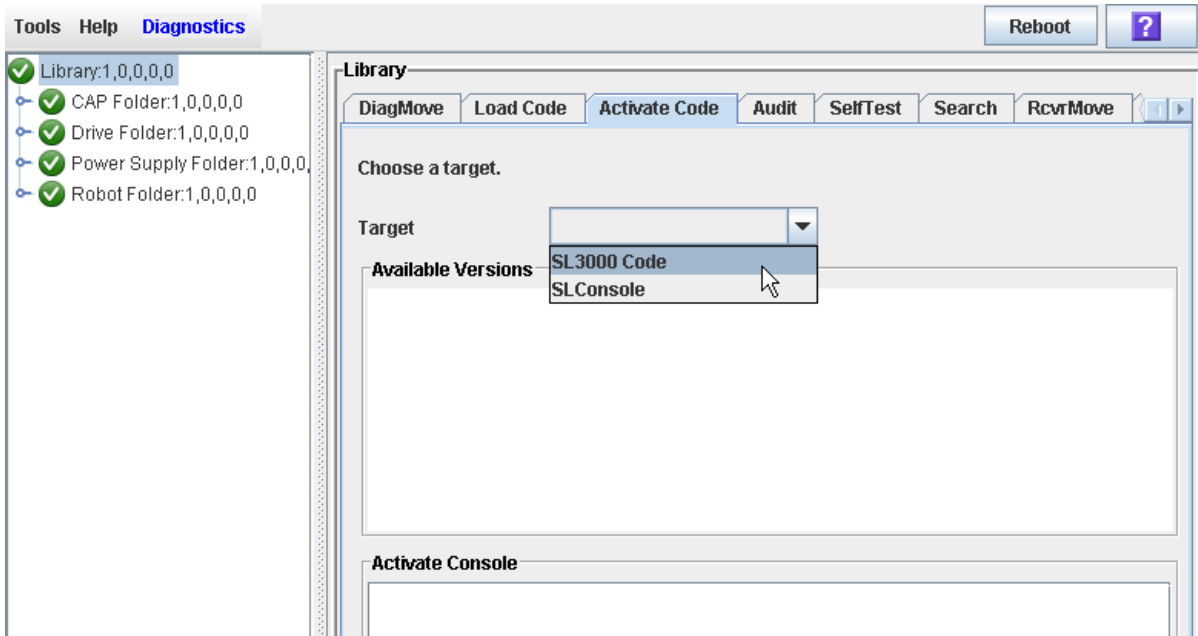 Tools Help Diagnostics Reboot ?
Library:1,0,0,0,0
CAP Folder:1,0,0,0,0
Drive Folder:1,0,0,0,0
Power Supply Folder:1,0,0,0,
Robot Folder:1,0,0,0,0
Library
DiagMove Load Code Activate Code Audit SelfTest Search RcvrMove
Choose a target.
Target
SL3000 Code
SLConsole
Available Versions
Activate Console